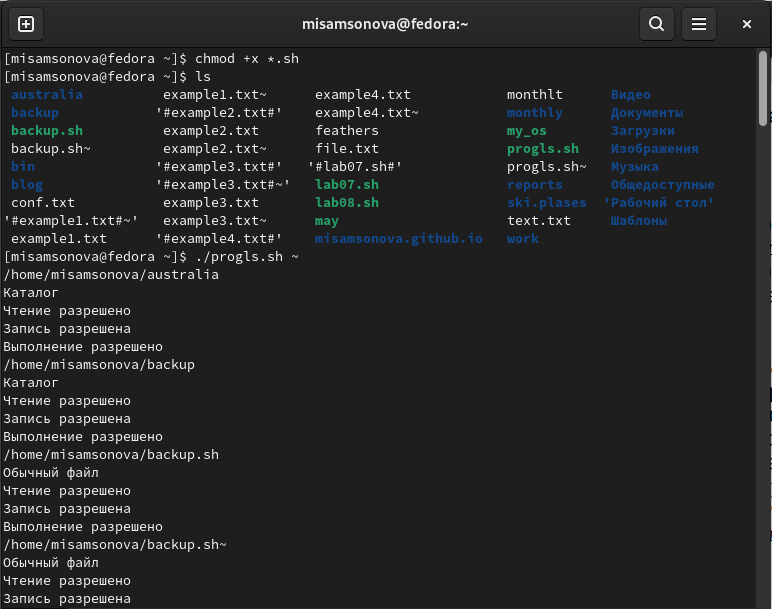 misamsonova@fedora:~
[misamsonova@fedora ~]$ chmod +x *.sh
[misamsonova@fedora ~]$ ls
australia example1.txt~ example4.txt monthlt Видео
backup '#example2.txt#' example4.txt~ monthly Документы
backup.sh example2.txt feathers my_os Загрузки
backup.sh~ example2.txt~ file.txt progls.sh Изображения
bin '#example3.txt#' '#lab07.sh#' progls.sh~ Музыка
blog '#example3.txt#~' lab07.sh reports Общедоступные
conf.txt example3.txt lab08.sh ski.plases 'Рабочий стол'
'#example1.txt#~' example3.txt~ may text.txt Шаблоны
example1.txt '#example4.txt#' misamsonova.github.io work
[misamsonova@fedora ~]$ ./progls.sh ~
/home/misamsonova/australia
Каталог
Чтение разрешено
Запись разрешена
Выполнение разрешено
/home/misamsonova/backup
Каталог
Чтение разрешено
Запись разрешена
Выполнение разрешено
/home/misamsonova/backup.sh
Обычный файл
Чтение разрешено
Запись разрешена
Выполнение разрешено
/home/misamsonova/backup.sh~
Обычный файл
Чтение разрешено
Запись разрешена